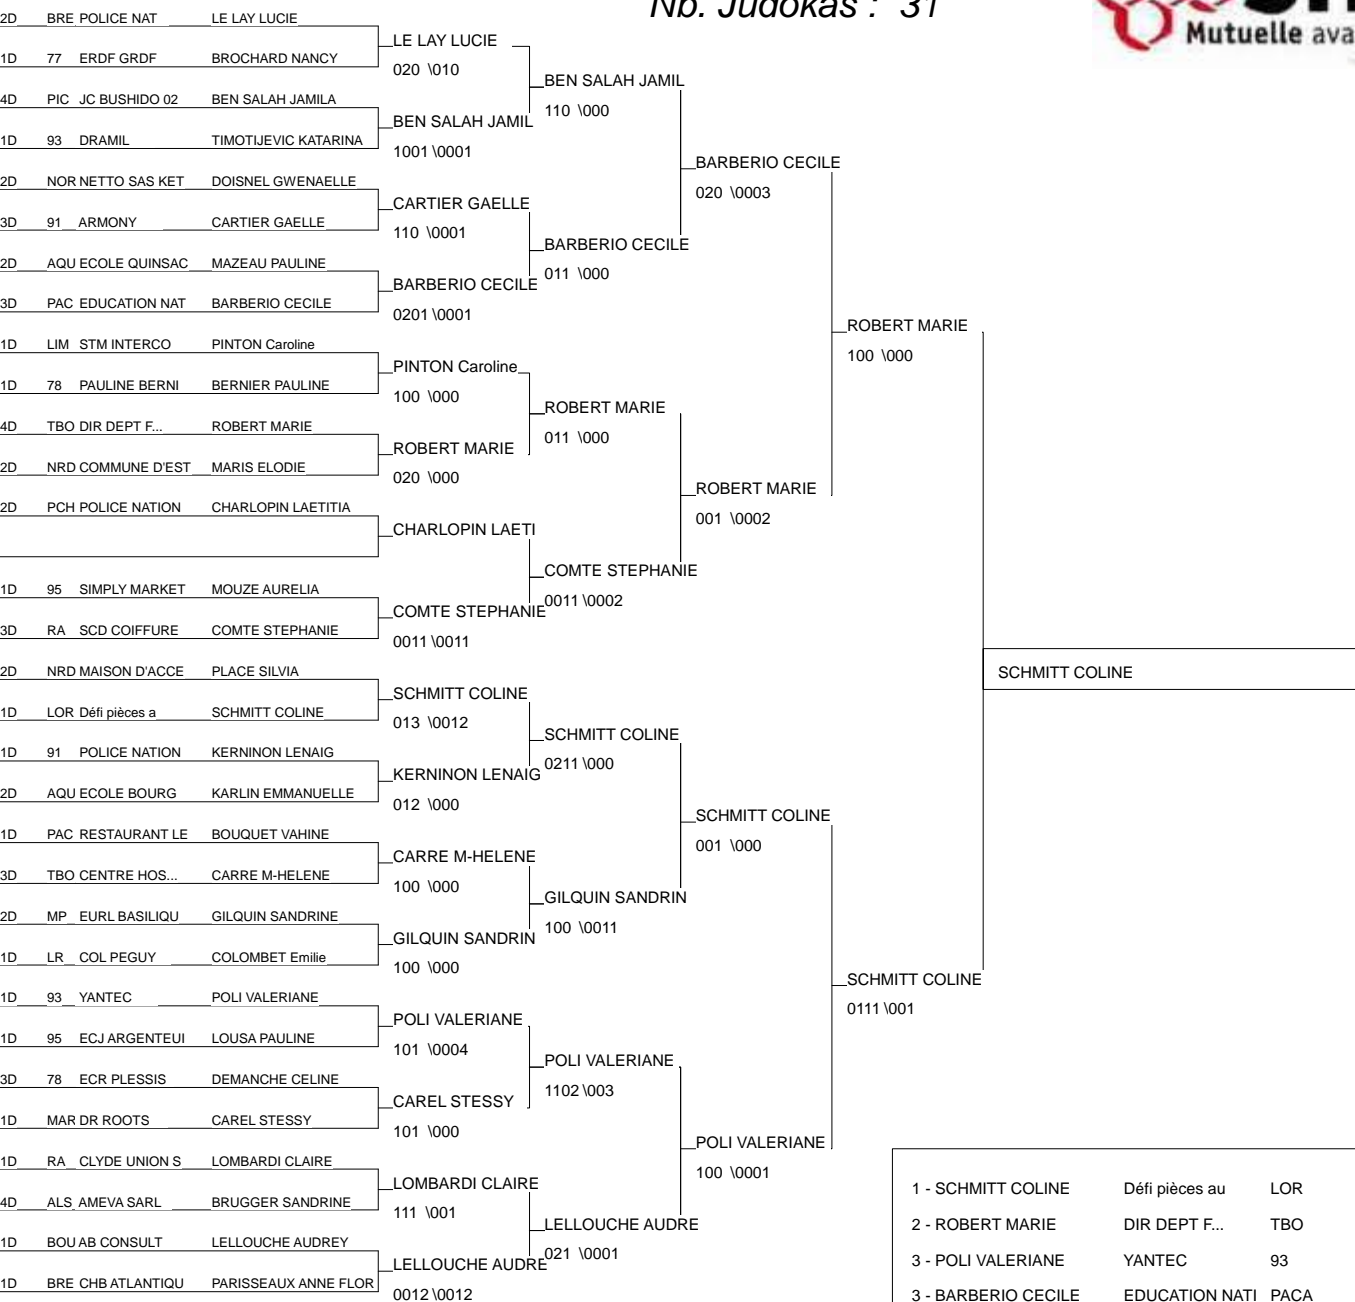 Nb. Judokas : 31
Mutuelle ava
2D BRE POLICE NAT LE LAY LUCIE
LE LAY LUCIE
1D 77 ERDF GRDF BROCHARD NANCY
020 \010
BEN SALAH JAMIL
4D PIC JC BUSHIDO 02 BEN SALAH JAMILA
110 \000
BEN SALAH JAMIL
1D 93 DRAMIL TIMOTIJEVIC KATARINA
1001 \0001
BARBERIO CECILE
2D NOR NETTO SAS KET DOISNEL GWENAELLE
020 \0003
CARTIER GAELLE
3D 91 ARMONY CARTIER GAELLE
110 \0001
BARBERIO CECILE
2D AQU ECOLE QUINSAC MAZEAU PAULINE
011 \000
BARBERIO CECILE
3D PAC EDUCATION NAT BARBERIO CECILE
0201 \0001
ROBERT MARIE
1D LIM STM INTERCO PINTON Caroline
100 \000
PINTON Caroline
1D 78 PAULINE BERNI BERNIER PAULINE
100 \000
ROBERT MARIE
4D TBO DIR DEPT F... ROBERT MARIE
011 \000
ROBERT MARIE
2D NRD COMMUNE D'EST MARIS ELODIE
020 \000
ROBERT MARIE
2D PCH POLICE NATION CHARLOPIN LAETITIA
001 \0002
CHARLOPIN LAETI
COMTE STEPHANIE
1D 95 SIMPLY MARKET MOUZE AURELIA
0011 \0002
COMTE STEPHANIE
3D RA SCD COIFFURE COMTE STEPHANIE
0011 \0011
2D NRD MAISON D'ACCE PLACE SILVIA
SCHMITT COLINE
SCHMITT COLINE
1D LOR Défi pièces a SCHMITT COLINE
013 \0012
SCHMITT COLINE
1D 91 POLICE NATION KERNINON LENAIG
0211 \000
KERNINON LENAIG
2D AQU ECOLE BOURG KARLIN EMMANUELLE
012 \000
SCHMITT COLINE
1D PAC RESTAURANT LE BOUQUET VAHINE
001 \000
CARRE M-HELENE
3D TBO CENTRE HOS... CARRE M-HELENE
100 \000
GILQUIN SANDRIN
2D MP EURL BASILIQU GILQUIN SANDRINE
100 \0011
GILQUIN SANDRIN
1D LR COL PEGUY COLOMBET Emilie
100 \000
SCHMITT COLINE
1D 93 YANTEC POLI VALERIANE
0111 \001
POLI VALERIANE
1D 95 ECJ ARGENTEUI LOUSA PAULINE
101 \0004
POLI VALERIANE
3D 78 ECR PLESSIS DEMANCHE CELINE
1102 \003
CAREL STESSY
1D MAR DR ROOTS CAREL STESSY
101 \000
POLI VALERIANE
1D RA CLYDE UNION S LOMBARDI CLAIRE
100 \0001
LOMBARDI CLAIRE
4D ALS AMEVA SARL BRUGGER SANDRINE
111 \001
LELLOUCHE AUDRE
1D BOU AB CONSULT LELLOUCHE AUDREY
021 \0001
LELLOUCHE AUDRE
1D BRE CHB ATLANTIQU PARISSEAUX ANNE FLOR
0012 \0012
1 - SCHMITT COLINE Défi pièces au LOR
2 - ROBERT MARIE DIR DEPT F... TBO
3 - POLI VALERIANE YANTEC 93
3 - BARBERIO CECILE EDUCATION NATI PACA